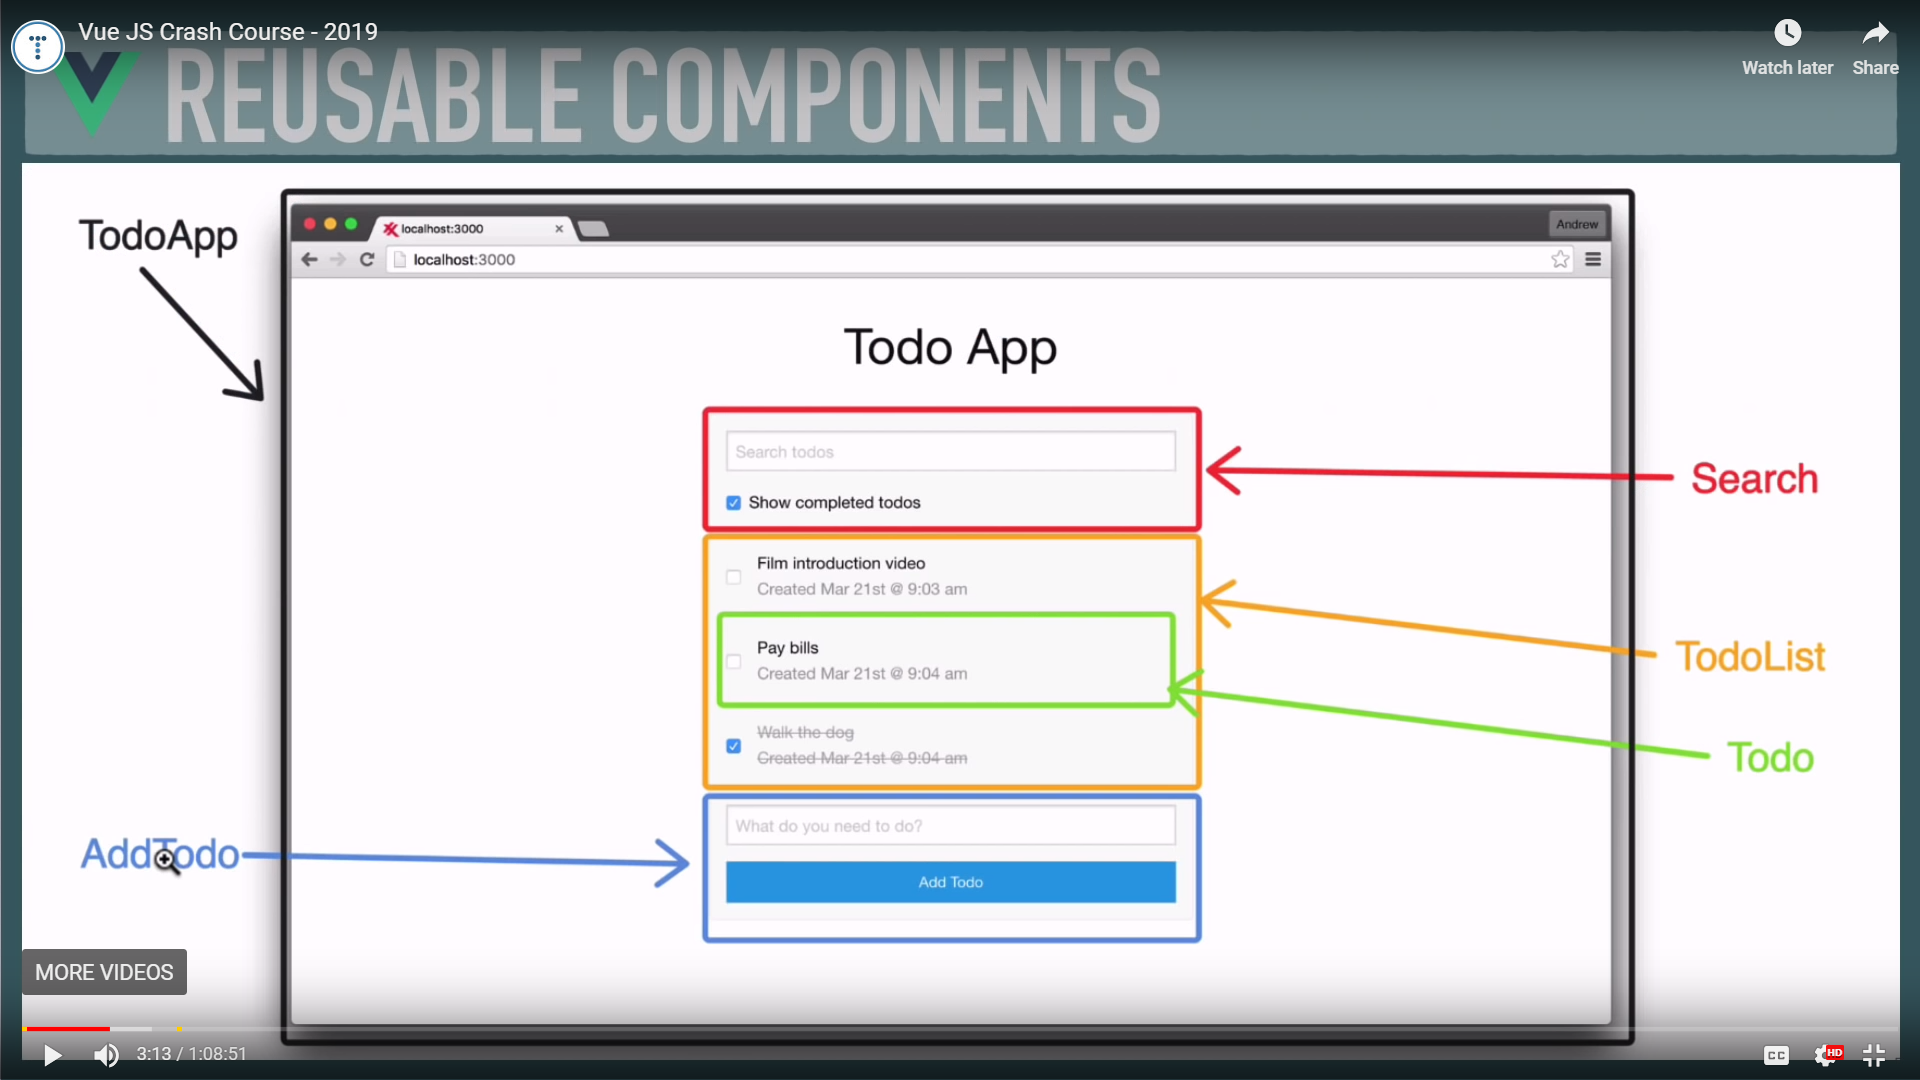 Vue JS Crash Course - 2019
Watch later
Share
REUSABLE COMPONENTS
TodoApp
localhost:3000
Andrew
localhost:3000
Todo App
Search todos
Show completed todos
Search
Film introduction video
Created Mar 21st @ 9:03 am
Pay bills
Created Mar 21st @ 9:04 am
TodoList
Walk the dog
Created Mar 21st @ 9:04 am
Todo
What do you need to do?
AddTodo
Add Todo
MORE VIDEOS
3:13 / 1:08:51
CC
HD